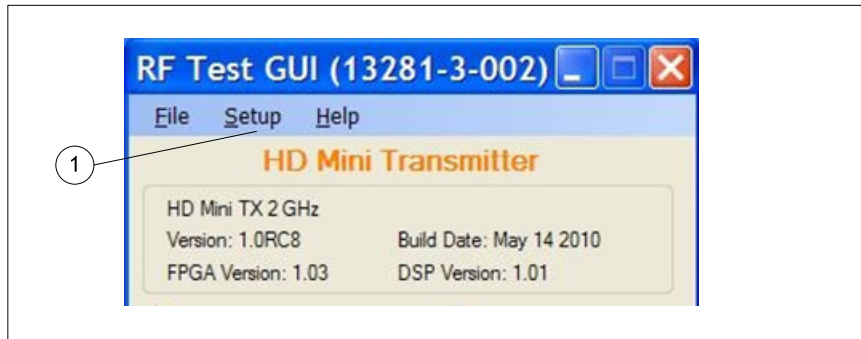 RF Test GUI (13281-3-002)
File Setup Help
1
HD Mini Transmitter
HD Mini TX 2 GHz
Version: 1.0RC8 Build Date: May 14 2010
FPGA Version: 1.03 DSP Version: 1.01